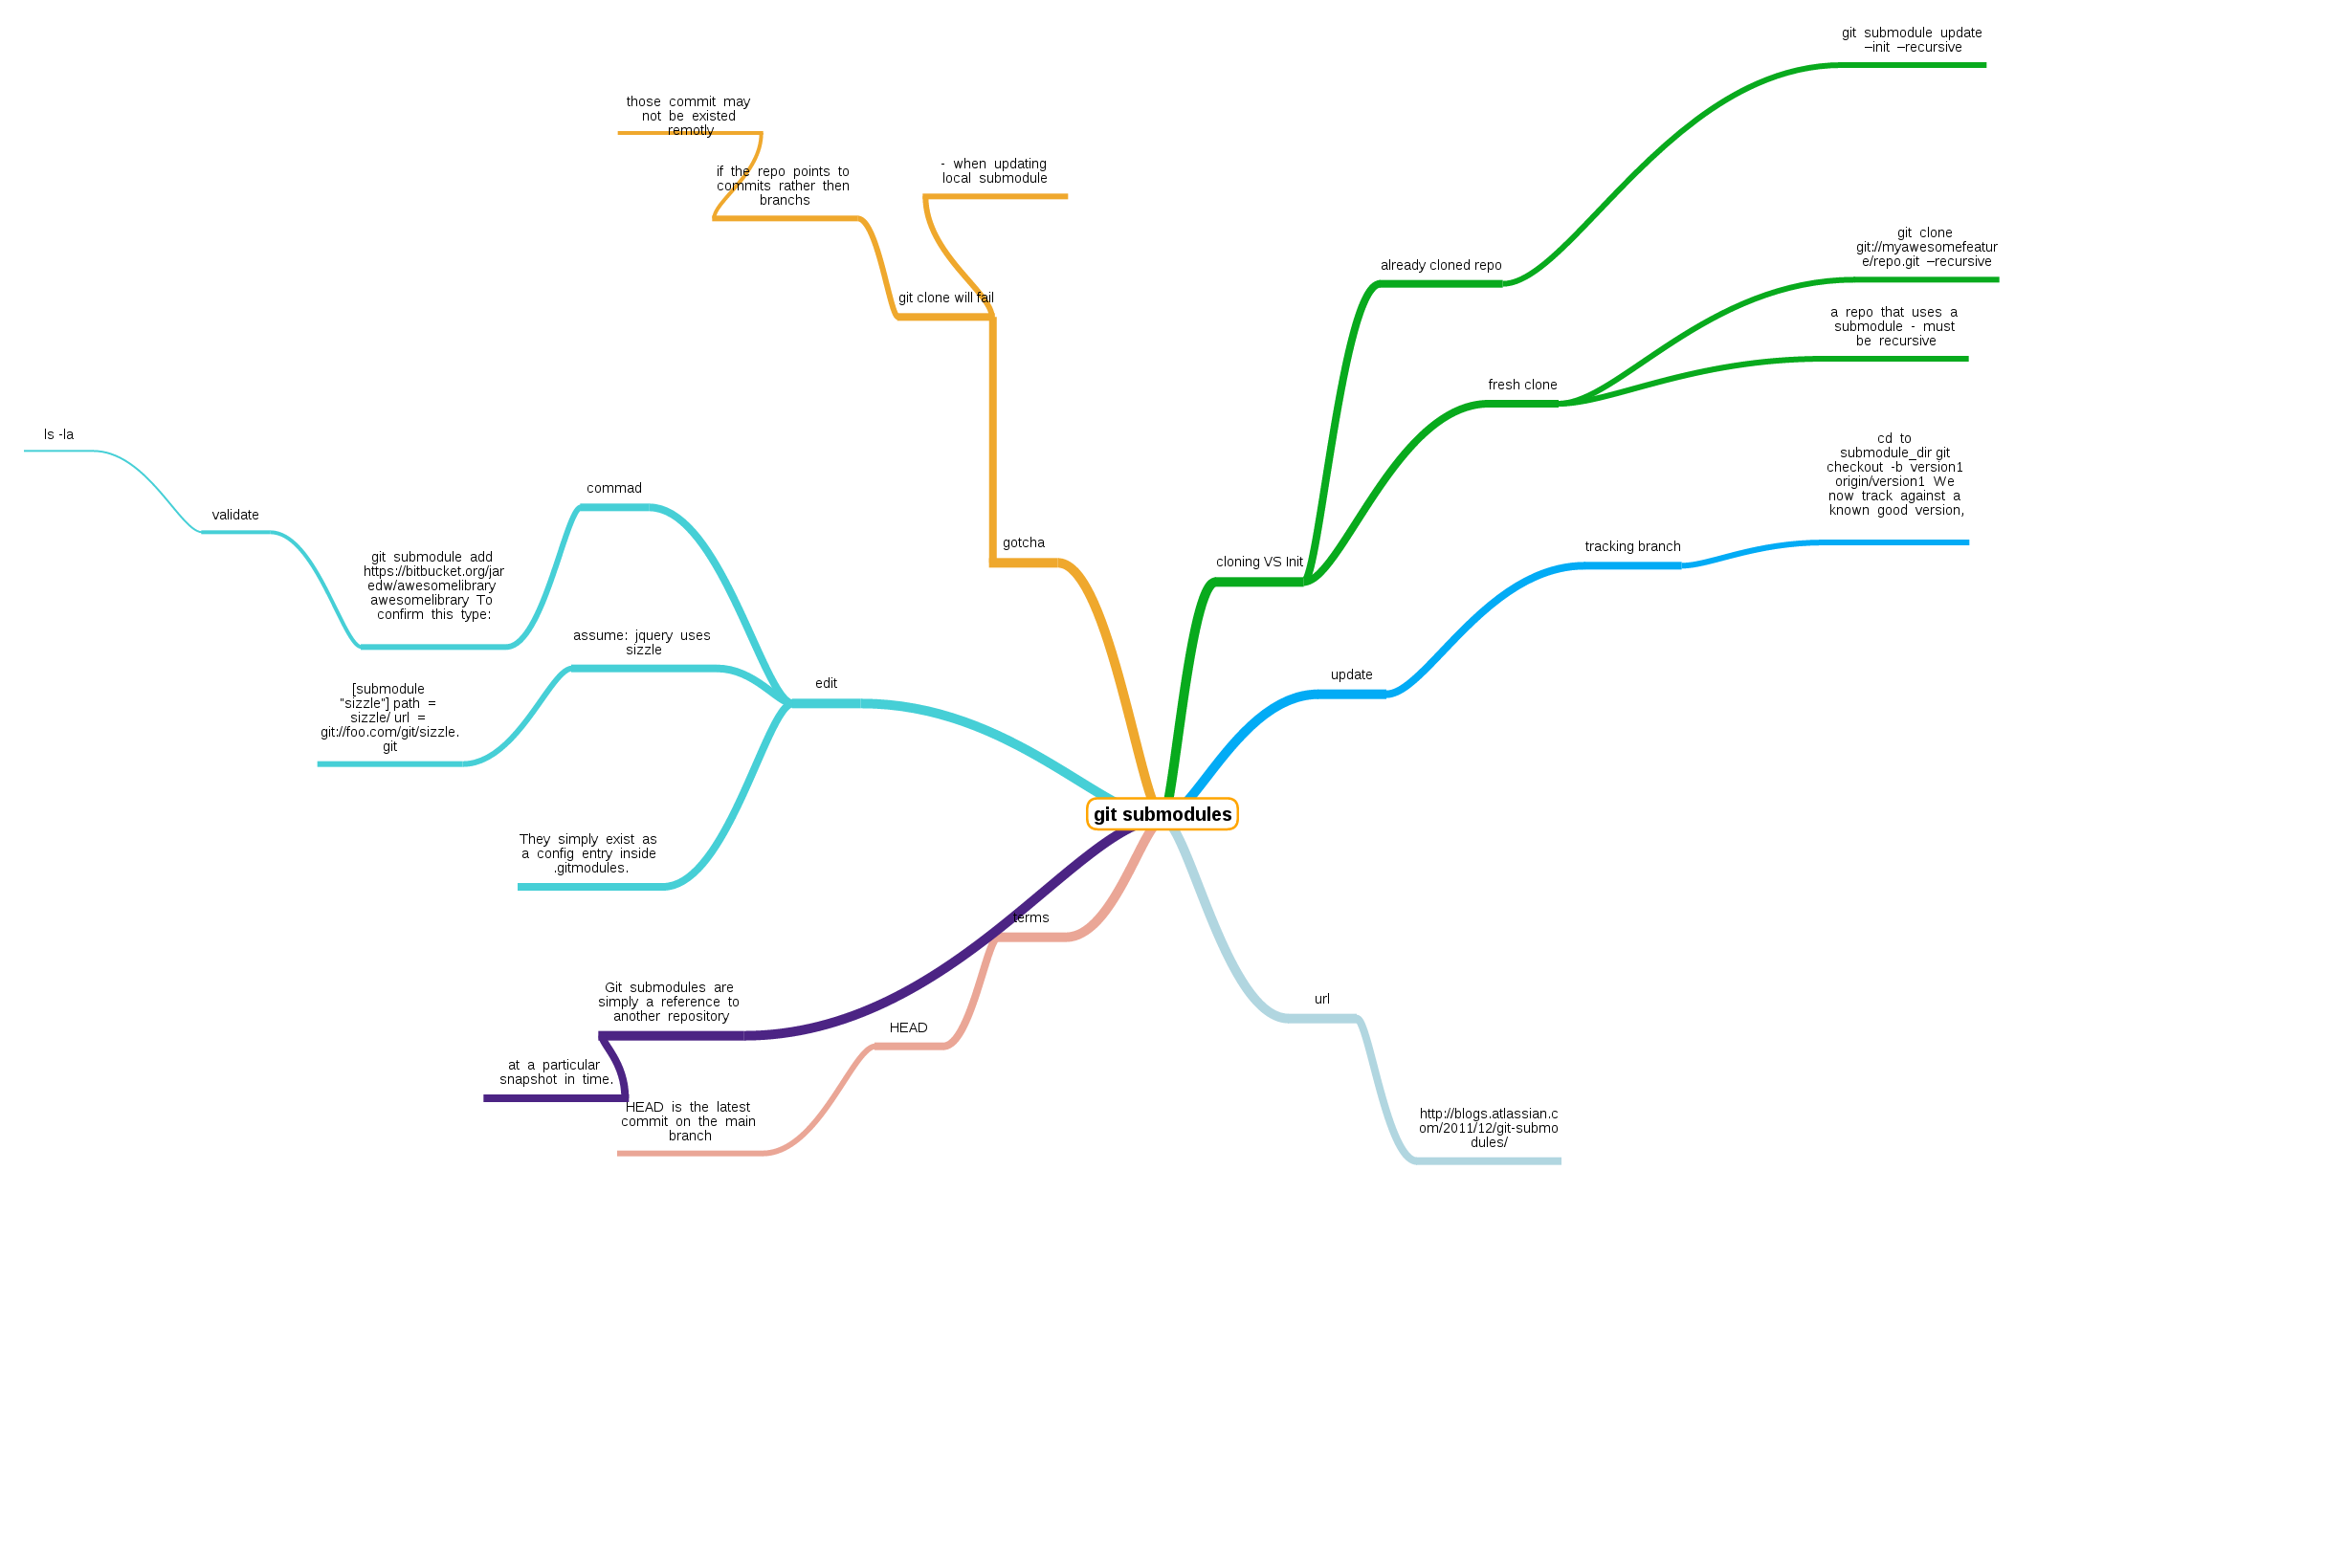 git submodules
cloning VS Init
already cloned repo
git submodule update
–init –recursive
fresh clone
git clone
git://myawesomefeatur
e/repo.git –recursive
a repo that uses a
submodule - must
be recursive
update
tracking branch
cd to
submodule_dir git
checkout -b version1
origin/version1 We
now track against a
known good version,
url
http://blogs.atlassian.c
om/2011/12/git-submo
dules/
gotcha
- when updating
local submodule
git clone will fail
if the repo points to
commits rather then
branchs
those commit may
not be existed
remotly
edit
commad
git submodule add
https://bitbucket.org/jar
edw/awesomelibrary
awesomelibrary To
confirm this type:
validate
ls -la
assume: jquery uses
sizzle
[submodule
"sizzle"] path =
sizzle/ url =
git://foo.com/git/sizzle.
git
They simply exist as
a config entry inside
.gitmodules.
terms
HEAD
HEAD is the latest
commit on the main
branch
Git submodules are
simply a reference to
another repository
at a particular
snapshot in time.